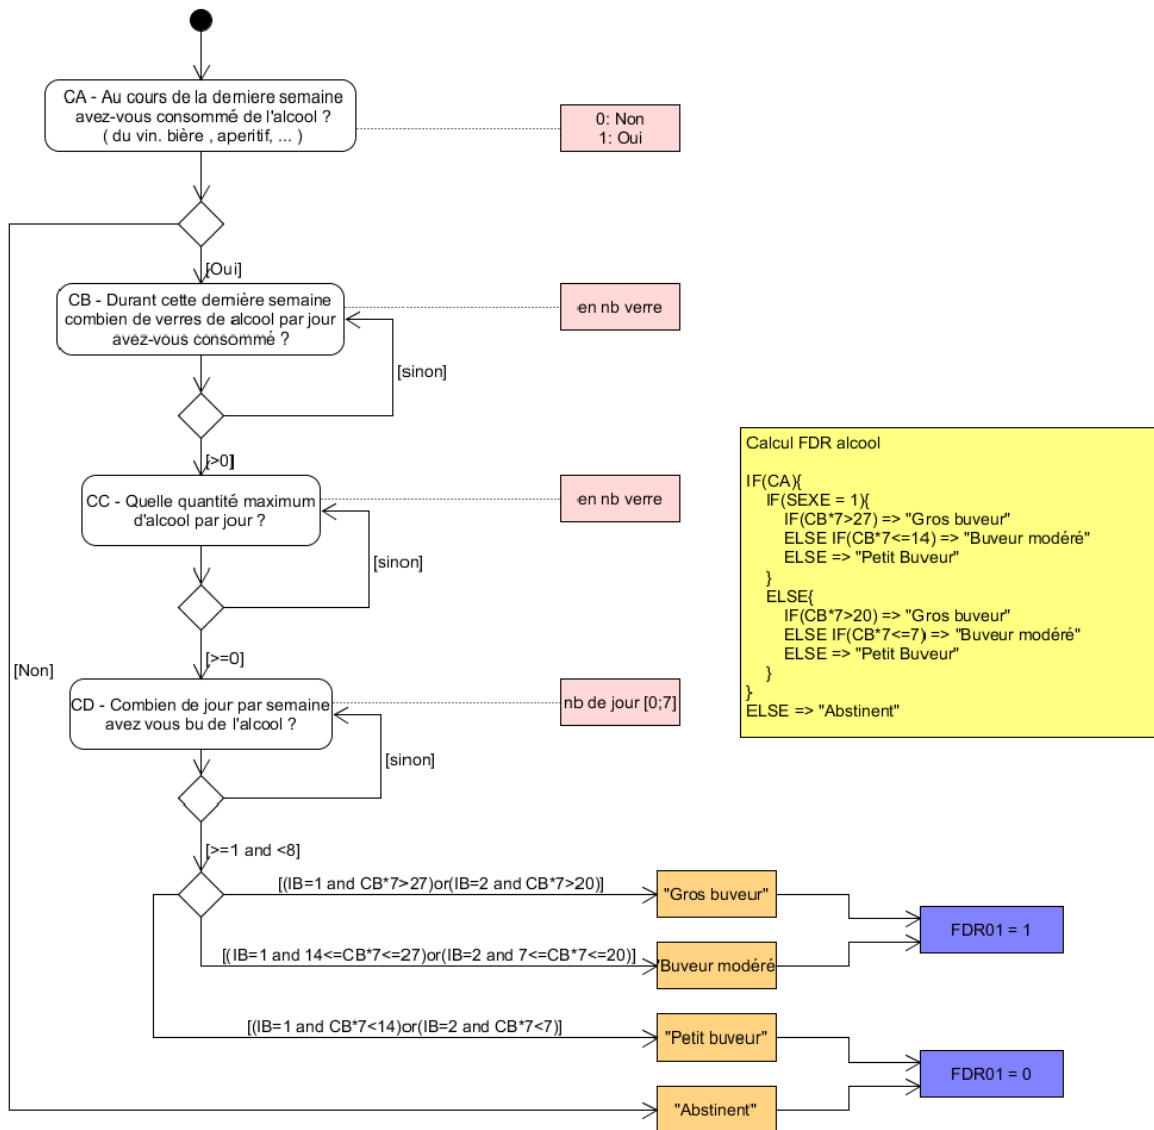 CA - Au cours de la derniere semaine
avez-vous consommé de l'alcool ?
( du vin. bière , aperitif, ... )
0: Non
1: Oui
[Oui]
CB - Durant cette dernière semaine
combien de verres de alcool par jour
avez-vous consommé ?
en nb verre
[sinon]
[>0]
CC - Quelle quantité maximum
d'alcool par jour ?
en nb verre
[sinon]
Calcul FDR alcool
IF(CA){
IF(SEXE = 1){
IF(CB*7>27) => "Gros buveur"
ELSE IF(CB*7<=14) => "Buveur modéré"
ELSE => "Petit Buveur"
}
ELSE{
IF(CB*7>20) => "Gros buveur"
ELSE IF(CB*7<=7) => "Buveur modéré"
ELSE => "Petit Buveur"
}
}
ELSE => "Abstinent"
[>=0]
[Non]
CD - Combien de jour par semaine
avez vous bu de l'alcool ?
nb de jour [0;7]
[sinon]
[>=1 and <8]
[(IB=1 and CB*7>27)or(IB=2 and CB*7>20)]
"Gros buveur"
FDR01 = 1
[(IB=1 and 14<=CB*7<=27)or(IB=2 and 7<=CB*7<=20)]
"Buveur modéré
[(IB=1 and CB*7<14)or(IB=2 and CB*7<7)]
"Petit buveur"
FDR01 = 0
"Abstinent"